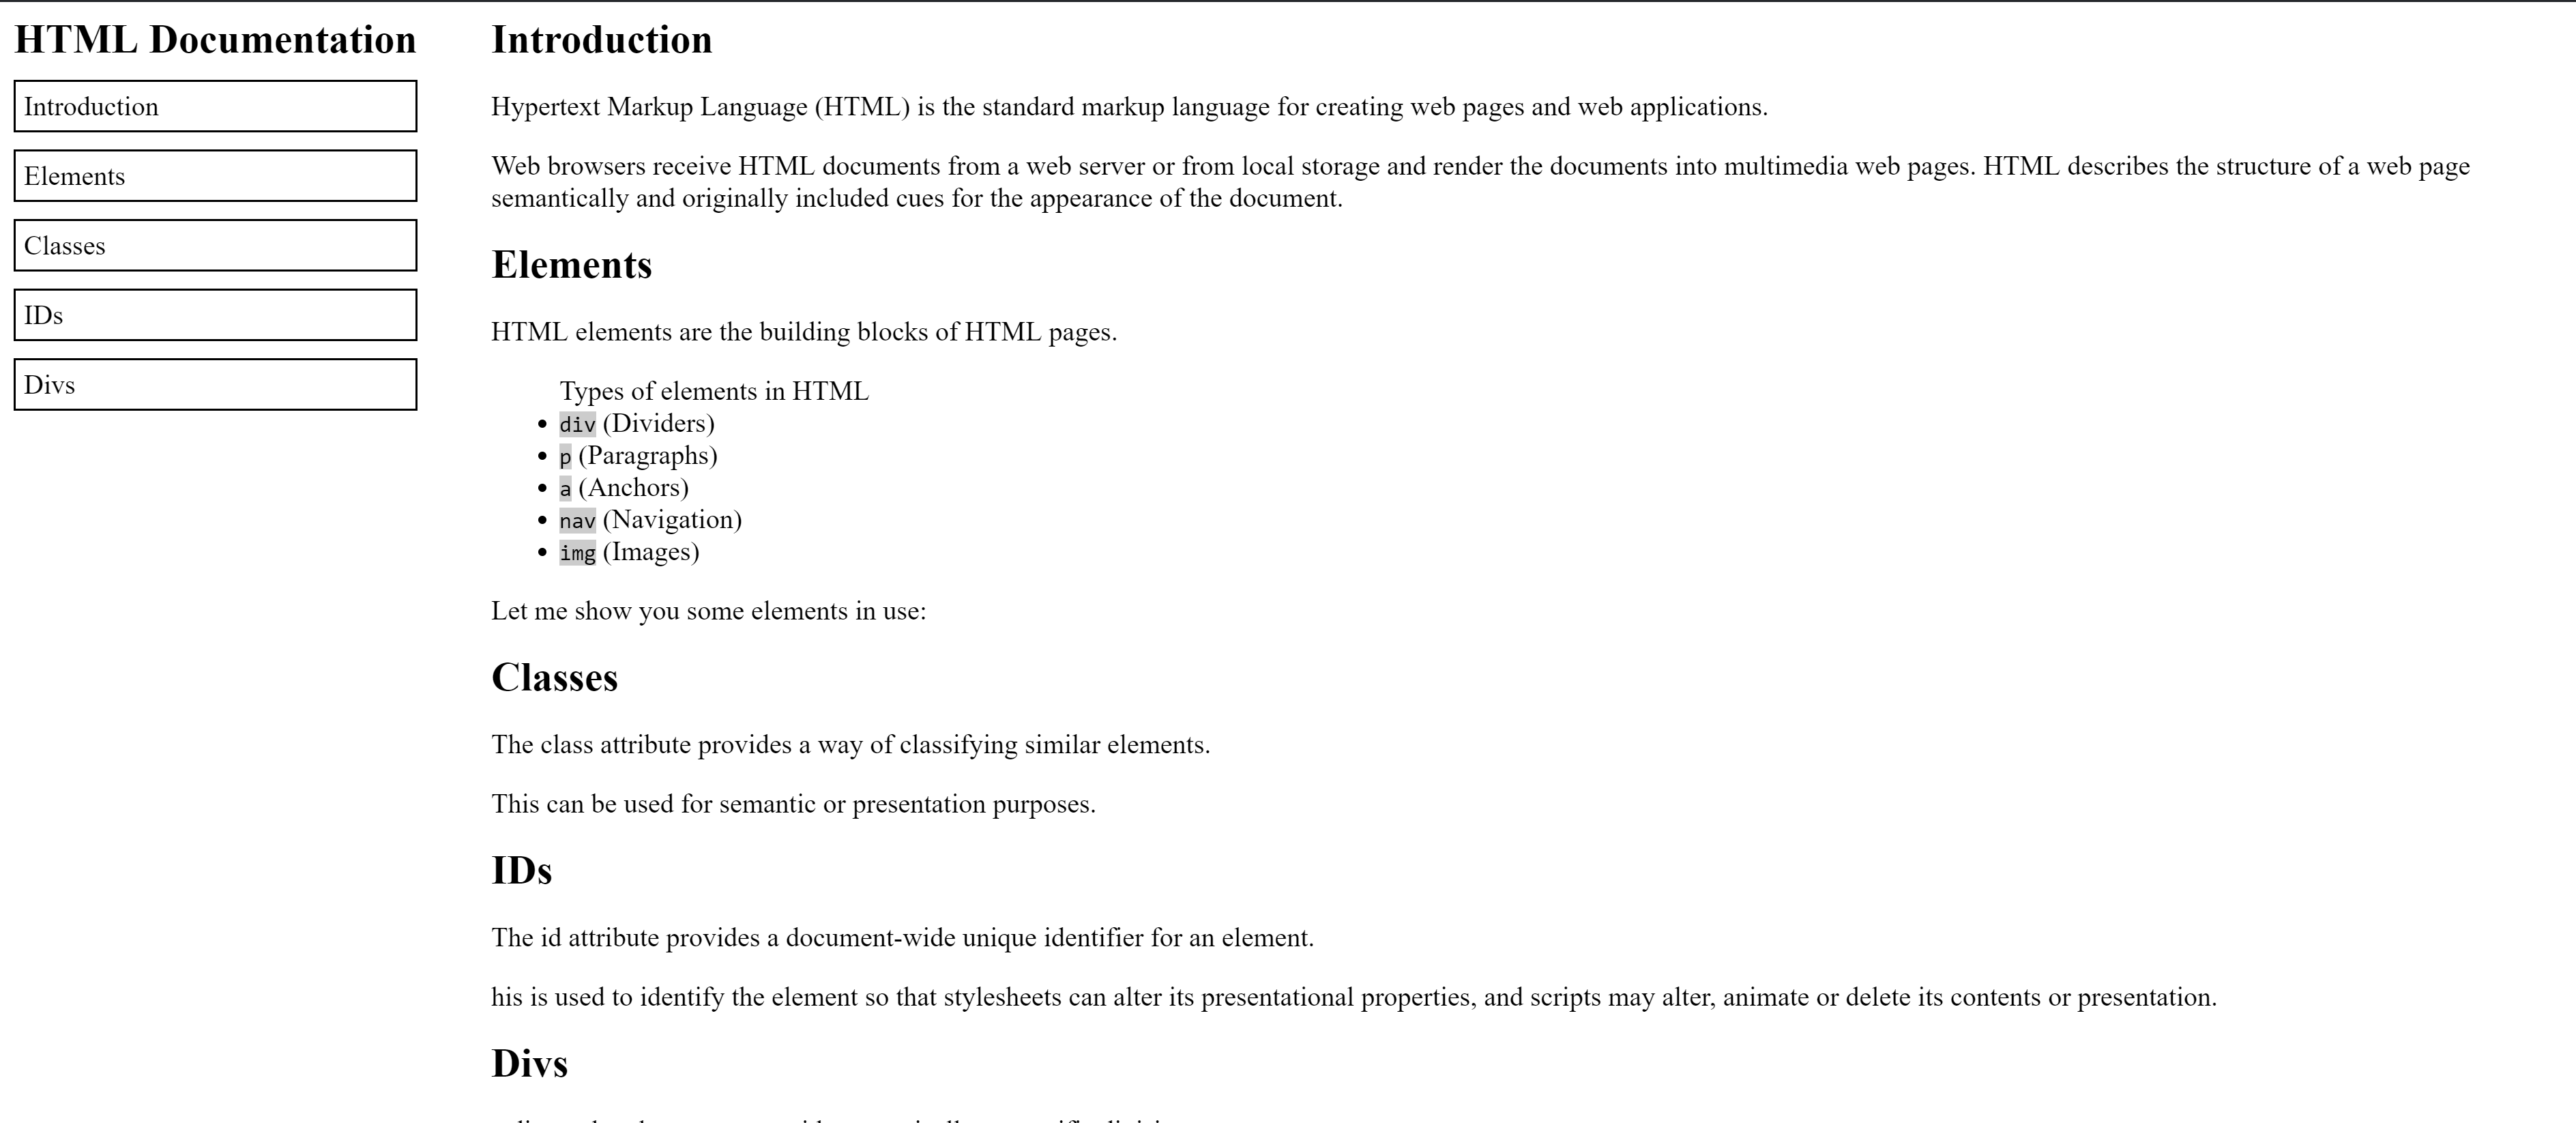 HTML Documentation
Introduction
Elements
Classes
IDs
Divs
Introduction
Hypertext Markup Language (HTML) is the standard markup language for creating web pages and web applications.
Web browsers receive HTML documents from a web server or from local storage and render the documents into multimedia web pages. HTML describes the structure of a web page
semantically and originally included cues for the appearance of the document.
Elements
HTML elements are the building blocks of HTML pages.
Types of elements in HTML
• div (Dividers)
• p (Paragraphs)
• a (Anchors)
• nav (Navigation)
• img (Images)
Let me show you some elements in use:
Classes
The class attribute provides a way of classifying similar elements.
This can be used for semantic or presentation purposes.
IDs
The id attribute provides a document-wide unique identifier for an element.
his is used to identify the element so that stylesheets can alter its presentational properties, and scripts may alter, animate or delete its contents or presentation.
Divs